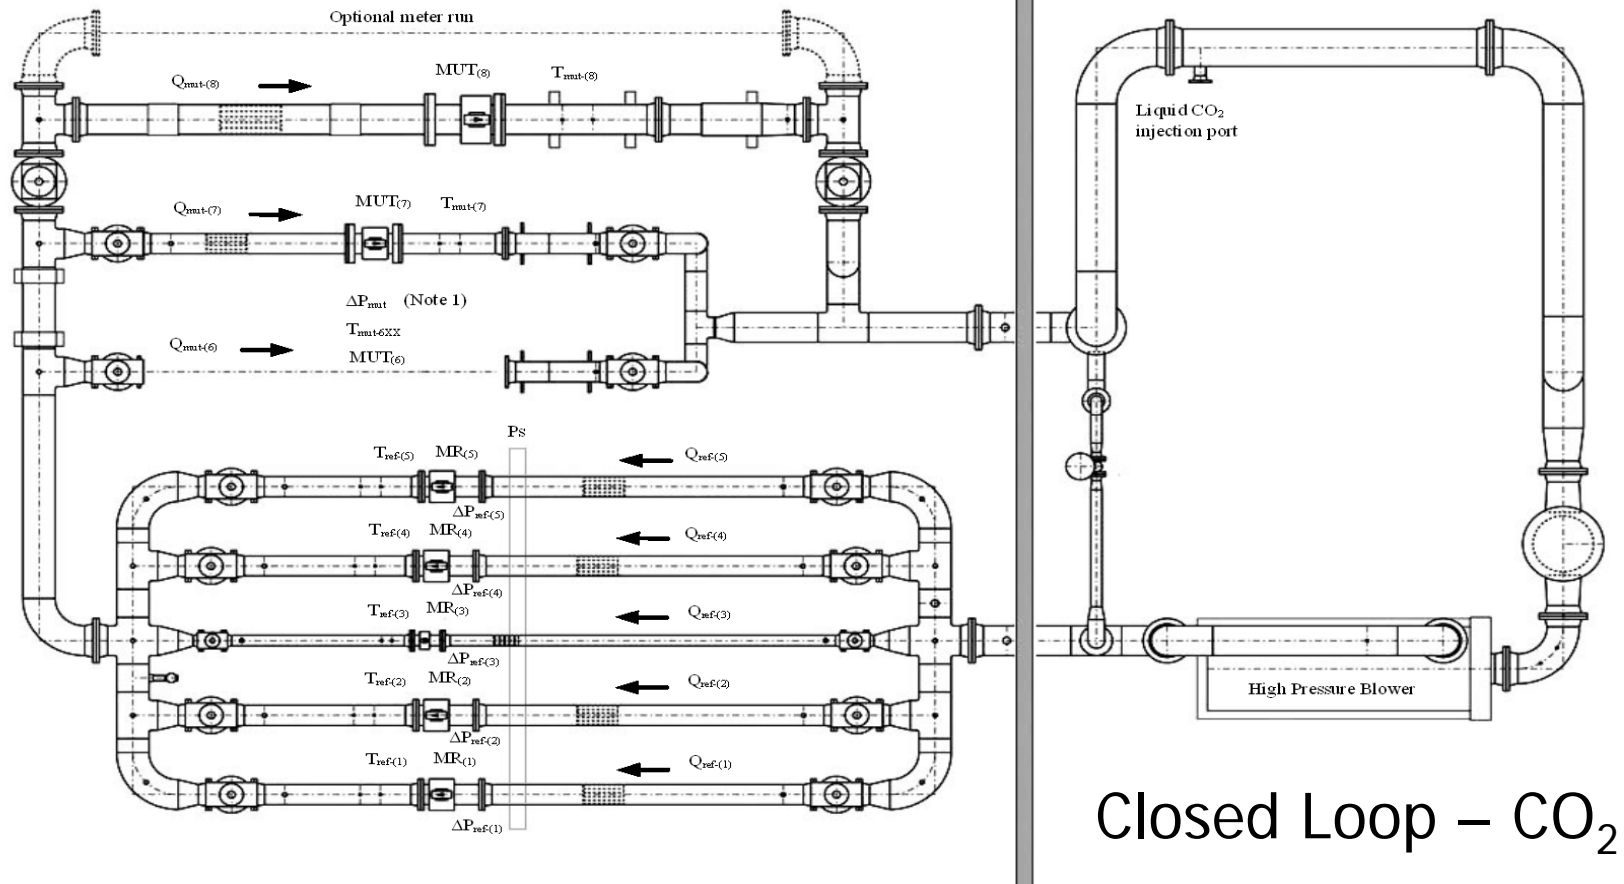 Optional meter run
Qmut-(8)
MUT(8)
Tmut-(8)
Liquid CO2
injection port
Qmut-(7)
MUT(7)
Tmut-(7)
ΔPmut (Note 1)
Tmut-6XX
Qmut-(6)
MUT(6)
Ps
Tref-(5)
MR(5)
Qref-(5)
ΔPref-(5)
Tref-(4)
MR(4)
Qref-(4)
ΔPref-(4)
Tref-(3)
MR(3)
Qref-(3)
ΔPref-(3)
Tref-(2)
MR(2)
Qref-(2)
High Pressure Blower
ΔPref-(2)
Tref-(1)
MR(1)
Qref-(1)
ΔPref-(1)
Closed Loop – CO2